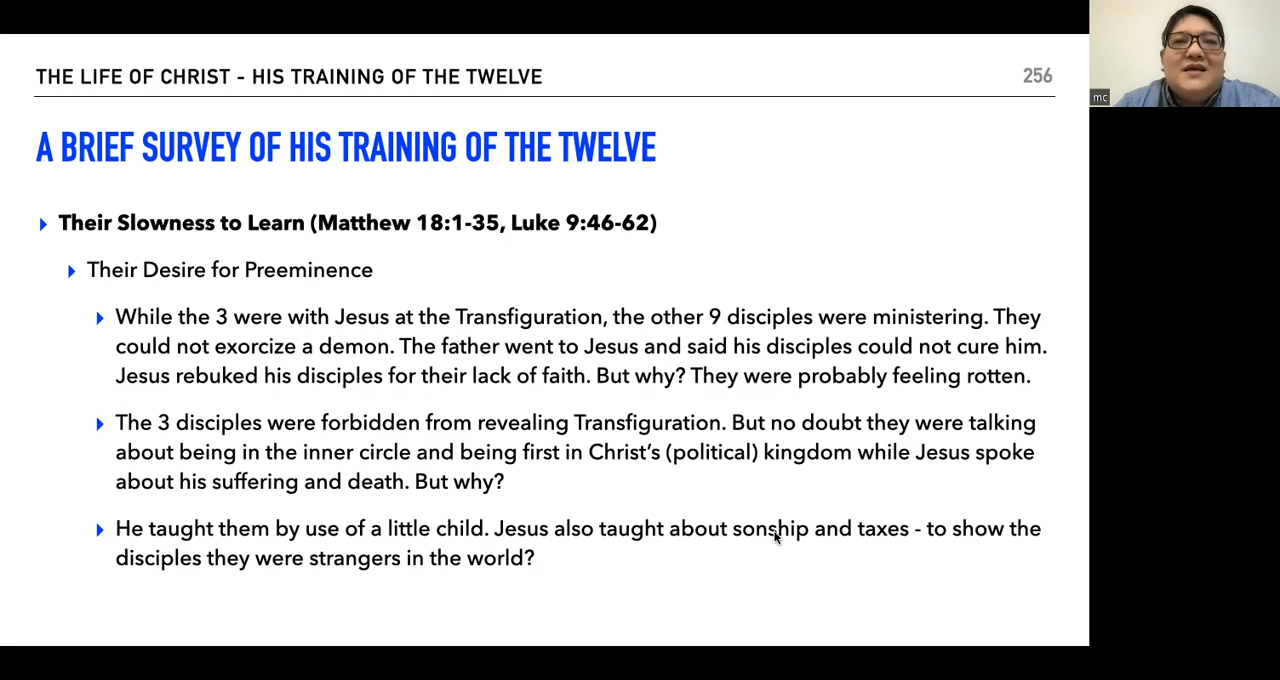 THE LIFE OF CHRIST - HIS TRAINING OF THE TWELVE
256
A BRIEF SURVEY OF HIS TRAINING OF THE TWELVE
Their Slowness to Learn (Matthew 18:1-35, Luke 9:46-62)
Their Desire for Preeminence
While the 3 were with Jesus at the Transfiguration, the other 9 disciples were ministering. They
could not exorcize a demon. The father went to Jesus and said his disciples could not cure him.
Jesus rebuked his disciples for their lack of faith. But why? They were probably feeling rotten.
The 3 disciples were forbidden from revealing Transfiguration. But no doubt they were talking
about being in the inner circle and being first in Christ's (political) kingdom while Jesus spoke
about his suffering and death. But why?
He taught them by use of a little child. Jesus also taught about sonship and taxes - to show the
disciples they were strangers in the world?
mc